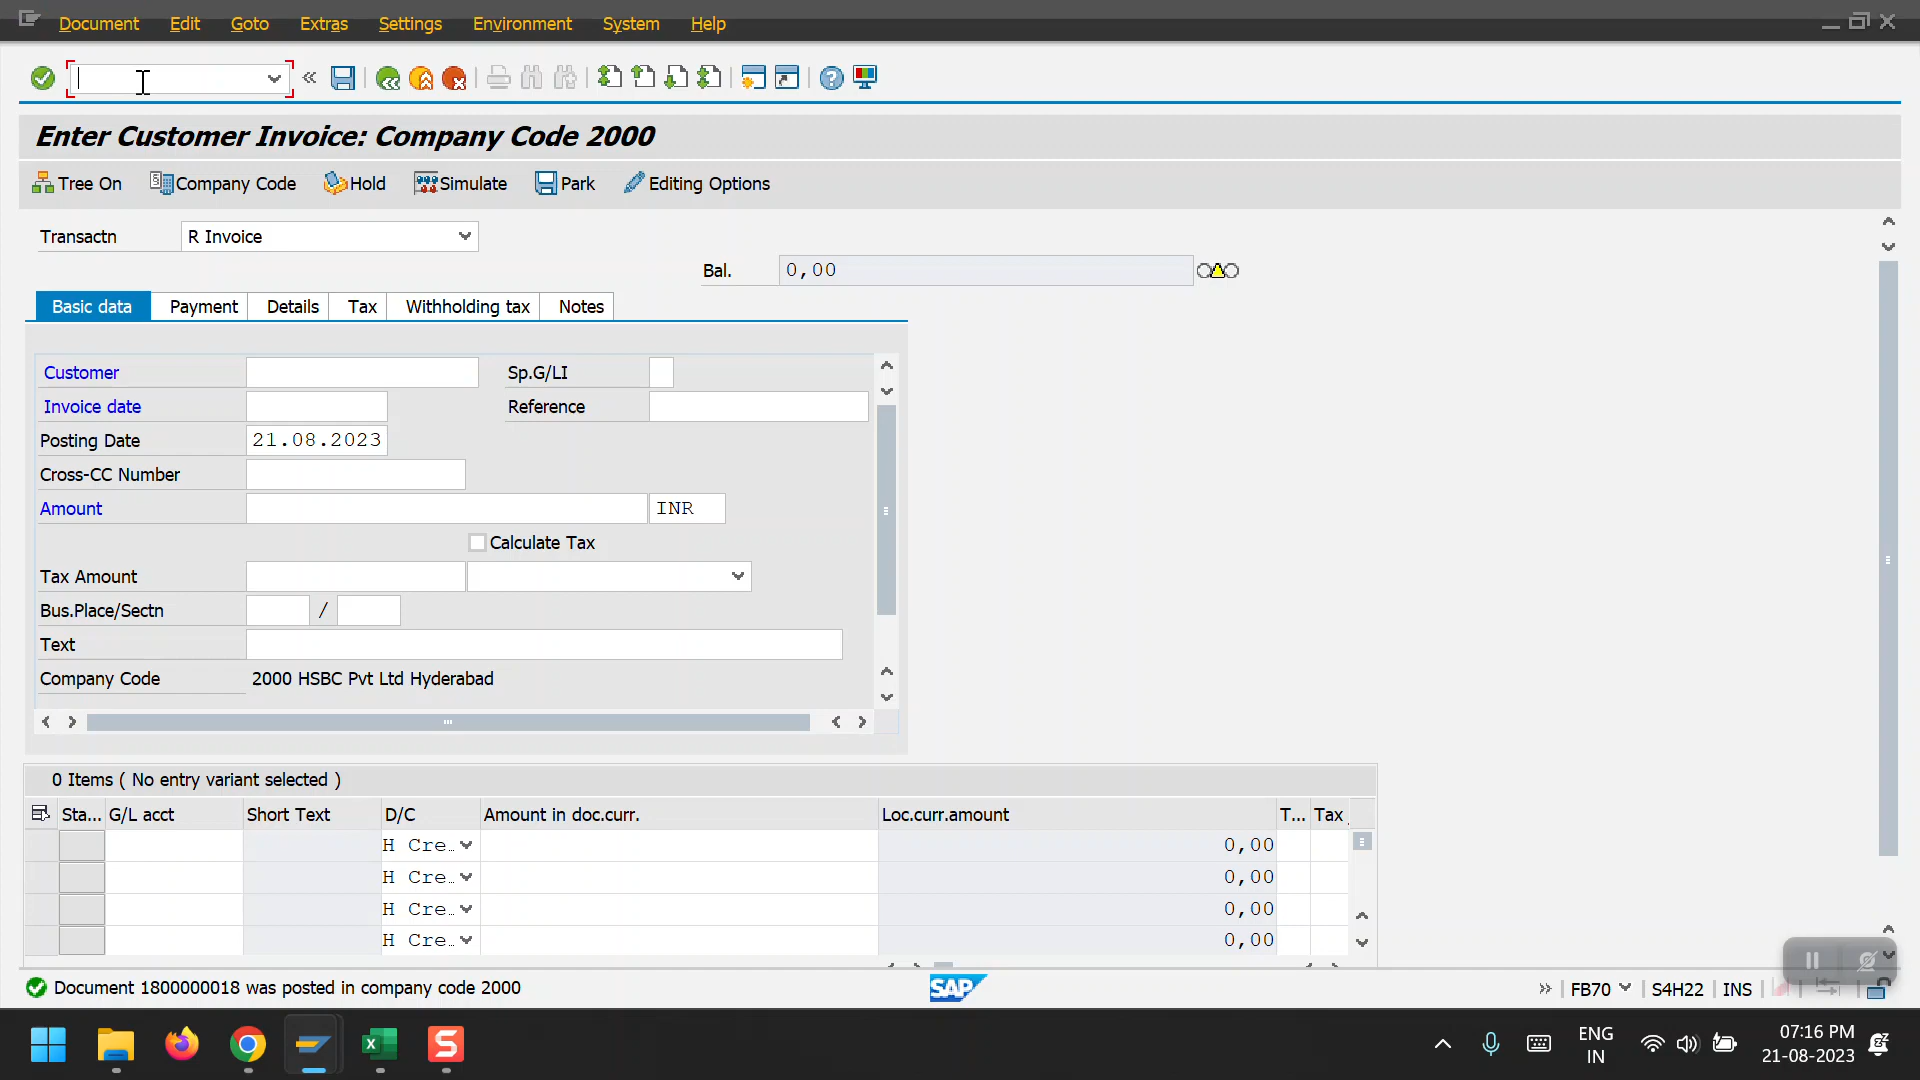 Document Edit Goto Extras Settings Environment System Help
Enter Customer Invoice: Company Code 2000
Tree On Company Code Hold Simulate Park Editing Options
Transactn R Invoice
Bal. 0,00
Basic data Payment Details Tax Withholding tax Notes
Customer Sp.G/LI
Invoice date Reference
Posting Date 21.08.2023
Cross-CC Number
Amount INR
Calculate Tax
Tax Amount
Bus.Place/Sectn /
Text
Company Code 2000 HSBC Pvt Ltd Hyderabad
0 Items ( No entry variant selected )
Sta... G/L acct Short Text D/C Amount in doc.curr. Loc.curr.amount T... Tax
H Cre… 0,00
H Cre… 0,00
H Cre… 0,00
H Cre… 0,00
Document 1800000018 was posted in company code 2000 SAP FB70 S4H22 INS
ENG 07:16 PM
IN 21-08-2023